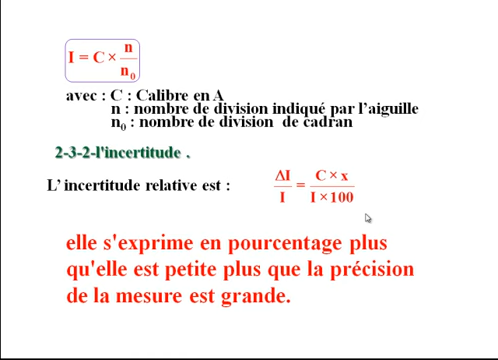 I = C × n/n₀
avec : C : Calibre en A
n : nombre de division indiqué par l’aiguille
n₀ : nombre de division de cadran
2-3-2-l'incertitude .
L’ incertitude relative est : ΔI/I = C × x/I × 100
elle s'exprime en pourcentage plus
qu'elle est petite plus que la précision
de la mesure est grande.